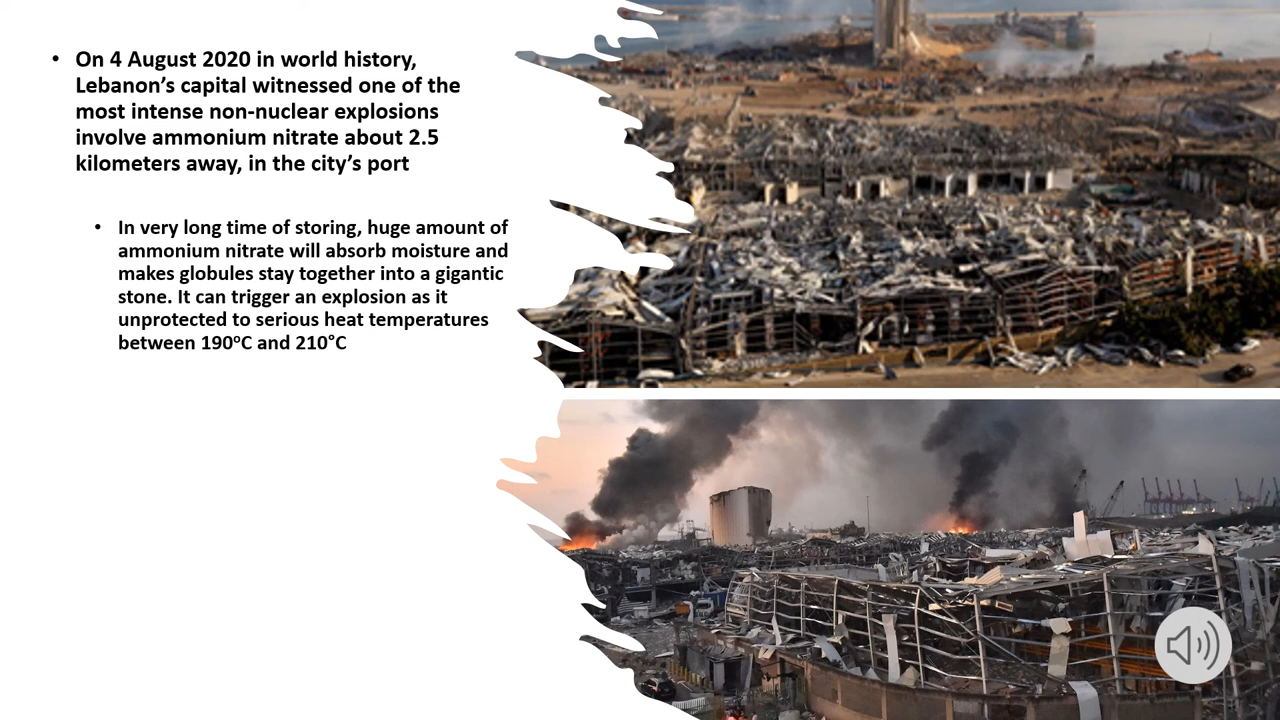 • On 4 August 2020 in world history,
Lebanon’s capital witnessed one of the
most intense non-nuclear explosions
involve ammonium nitrate about 2.5
kilometers away, in the city’s port
• In very long time of storing, huge amount of
ammonium nitrate will absorb moisture and
makes globules stay together into a gigantic
stone. It can trigger an explosion as it
unprotected to serious heat temperatures
between 190ºC and 210°C